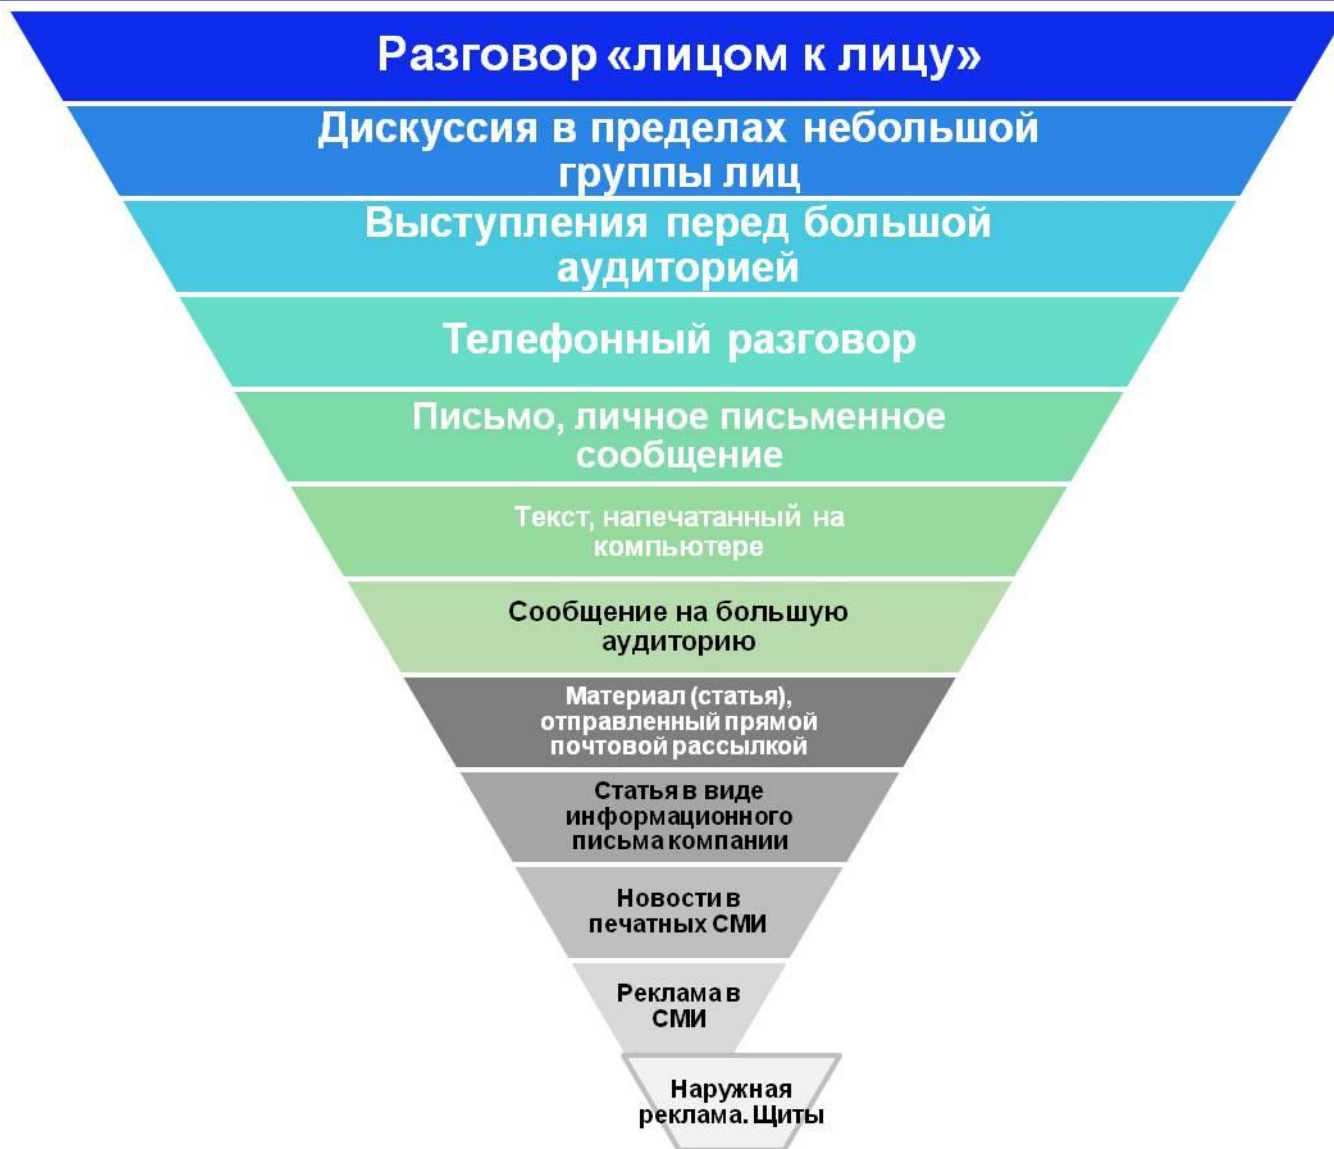 Разговор «лицом к лицу»
Дискуссия в пределах небольшой
группы лиц
Выступления перед большой
аудиторией
Телефонный разговор
Письмо, личное письменное
сообщение
Текст, напечатанный на
компьютере
Сообщение на большую
аудиторию
Материал (статья),
отправленный прямой
почтовой рассылкой
Статья в виде
информационного
письма компании
Новости в
печатных СМИ
Реклама в
СМИ
Наружная
реклама. Щиты